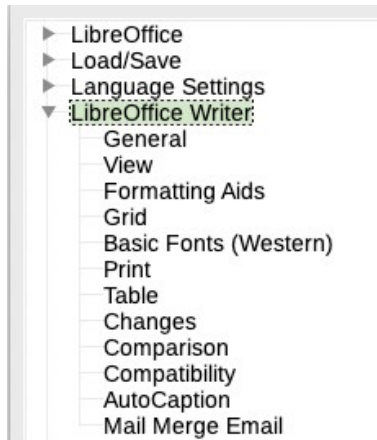 LibreOffice
Load/Save
Language Settings
LibreOffice Writer
General
View
Formatting Aids
Grid
Basic Fonts (Western)
Print
Table
Changes
Comparison
Compatibility
AutoCaption
Mail Merge Email